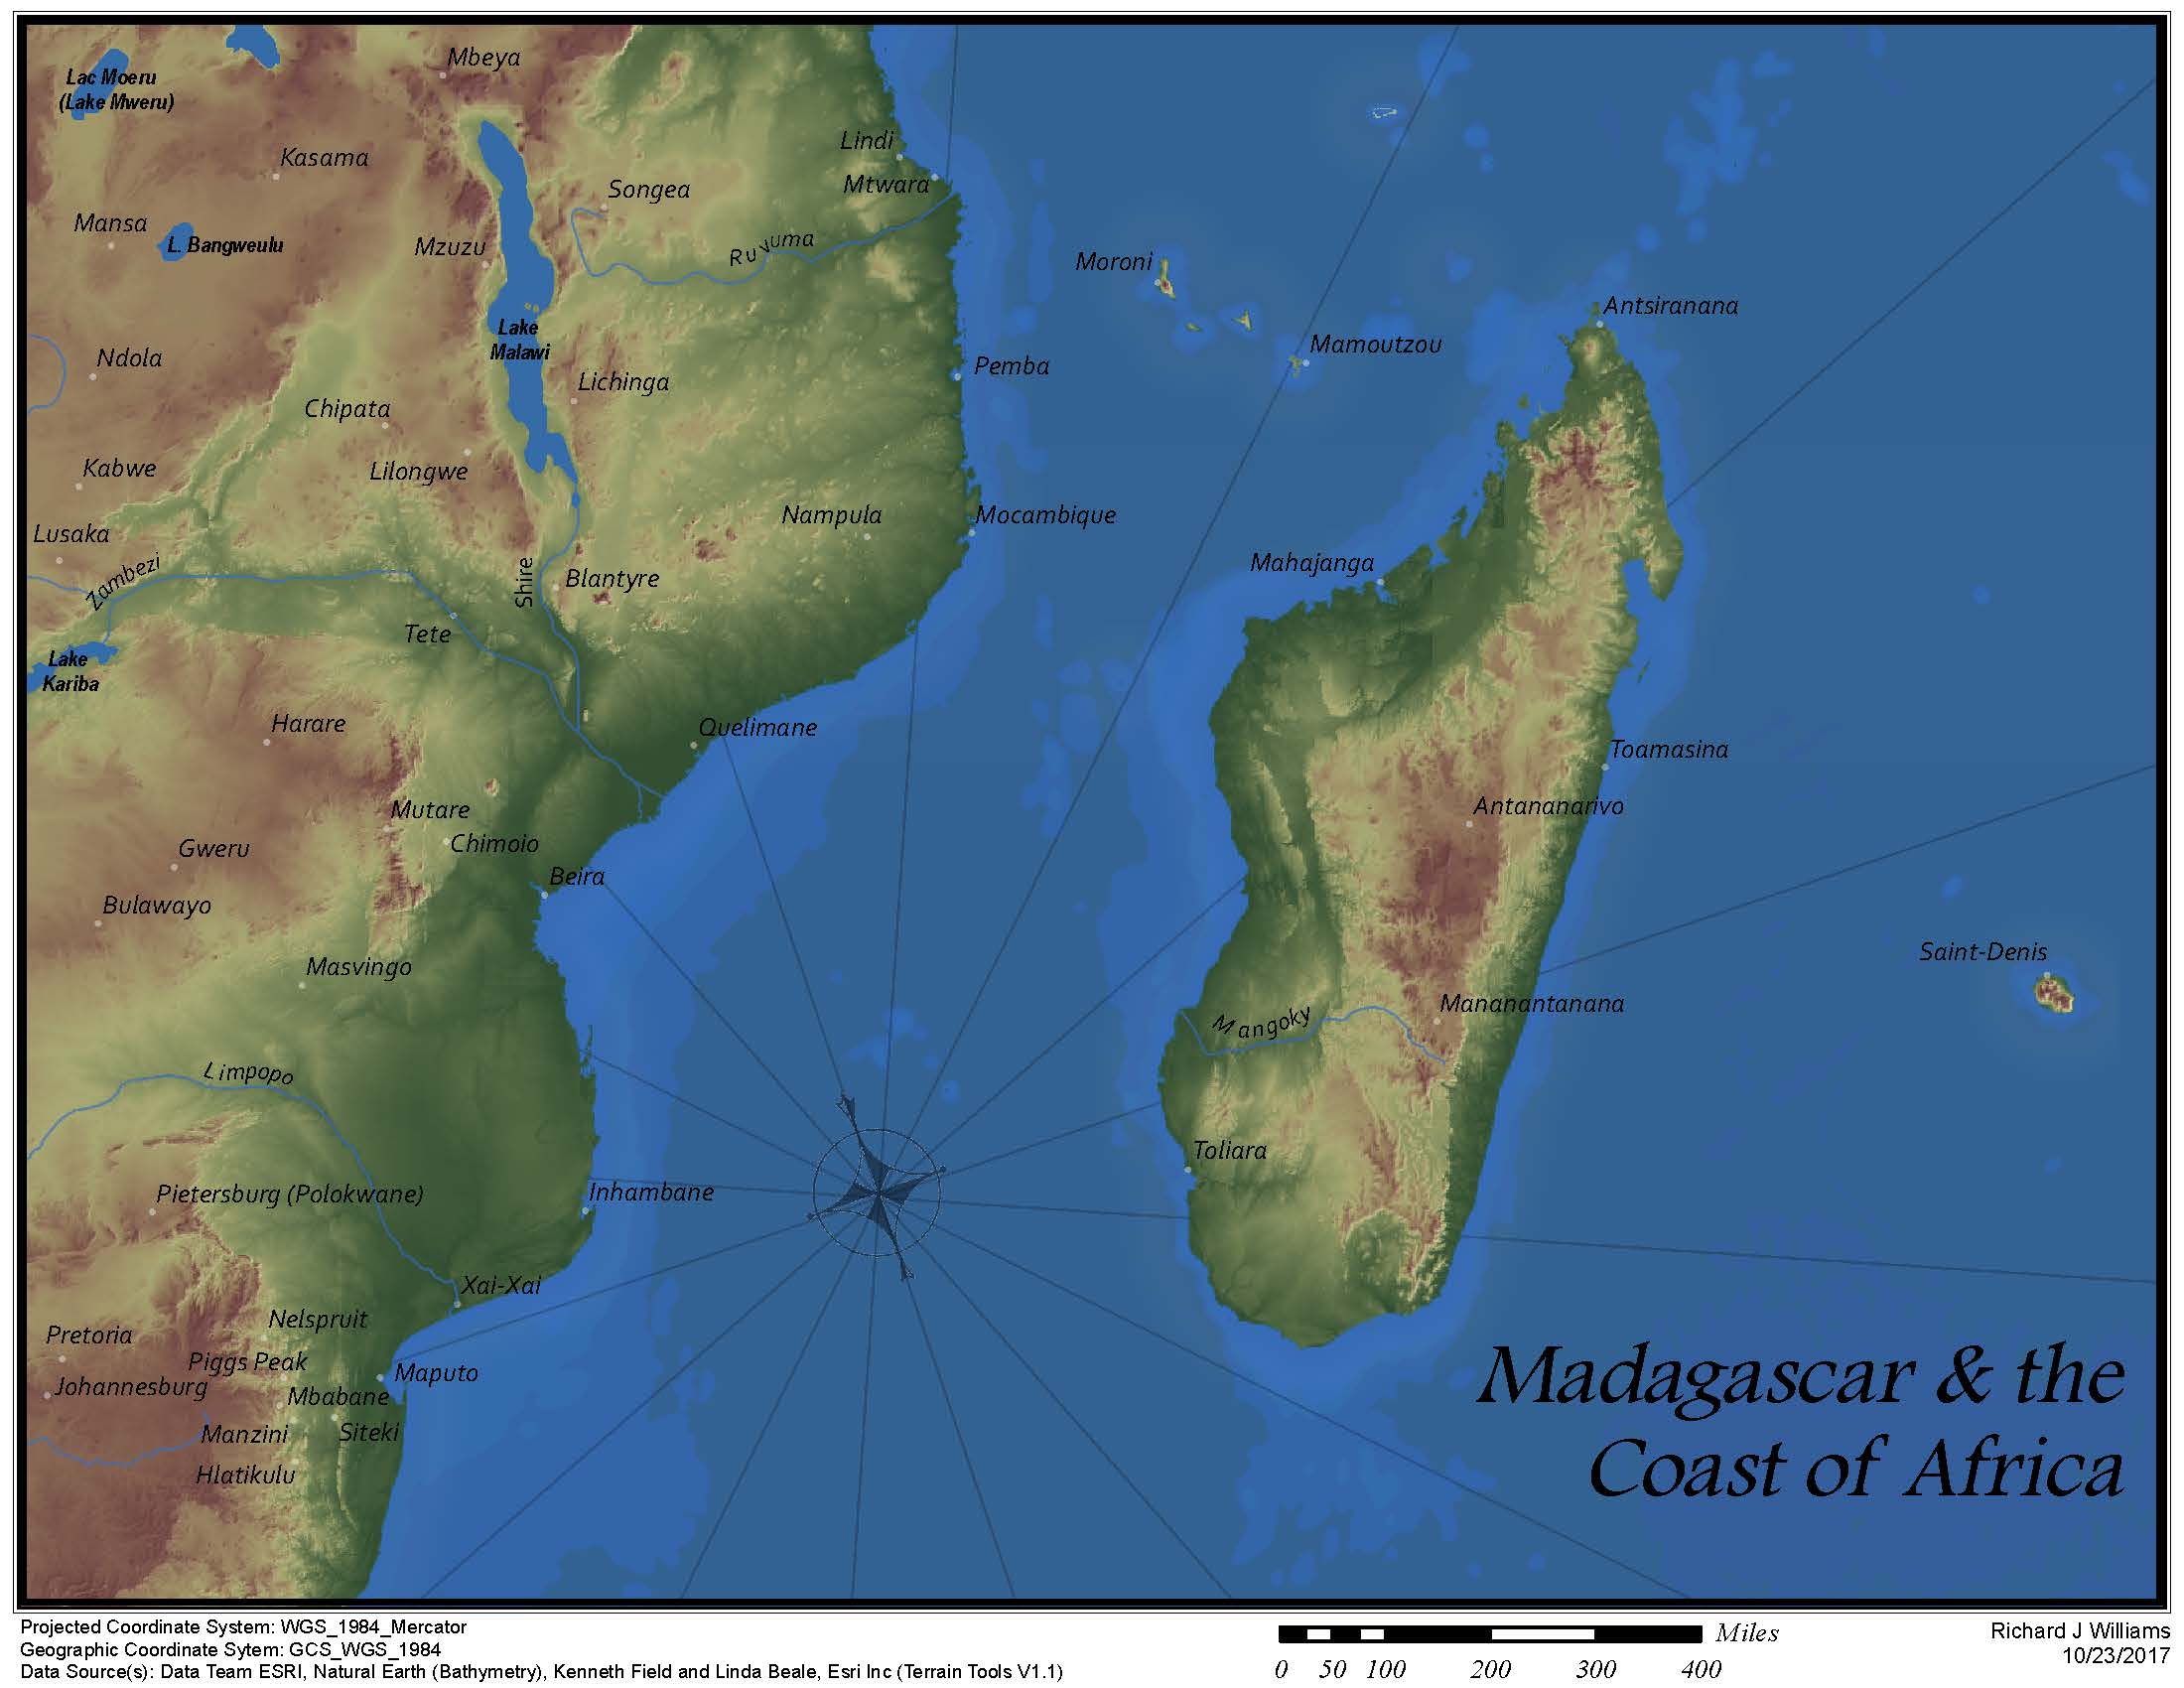 Mbeya
Lac Moeru
(Lake Mweru)
Lindi
Kasama
Mtwara
Songea
Mansa
L. Bangweulu
Mzuzu
Ruvuma
Moroni
Antsiranana
Lake
Malawi
Mamoutzou
Ndola
Pemba
Lichinga
Chipata
Kabwe
Lilongwe
Nampula
Mocambique
Lusaka
Zambezi
Shire
Blantyre
Mahajanga
Tete
Lake
Kariba
Harare
Quelimane
Toamasina
Mutare
Antananarivo
Chimoio
Gweru
Beira
Bulawayo
Masvingo
Saint-Denis
Mananantanana
Mangoky
Limpopo
Toliara
Pietersburg (Polokwane)
Inhambane
Xai-Xai
Nelspruit
Pretoria
Piggs Peak
Maputo
Johannesburg
Mbabane
Manzini
Siteki
Hlatikulu
Madagascar & the
Coast of Africa
Projected Coordinate System: WGS_1984_Mercator
Geographic Coordinate Sytem: GCS_WGS_1984
Data Source(s): Data Team ESRI, Natural Earth (Bathymetry), Kenneth Field and Linda Beale, Esri Inc (Terrain Tools V1.1)
Miles
0 50 100 200 300 400
Richard J Williams
10/23/2017